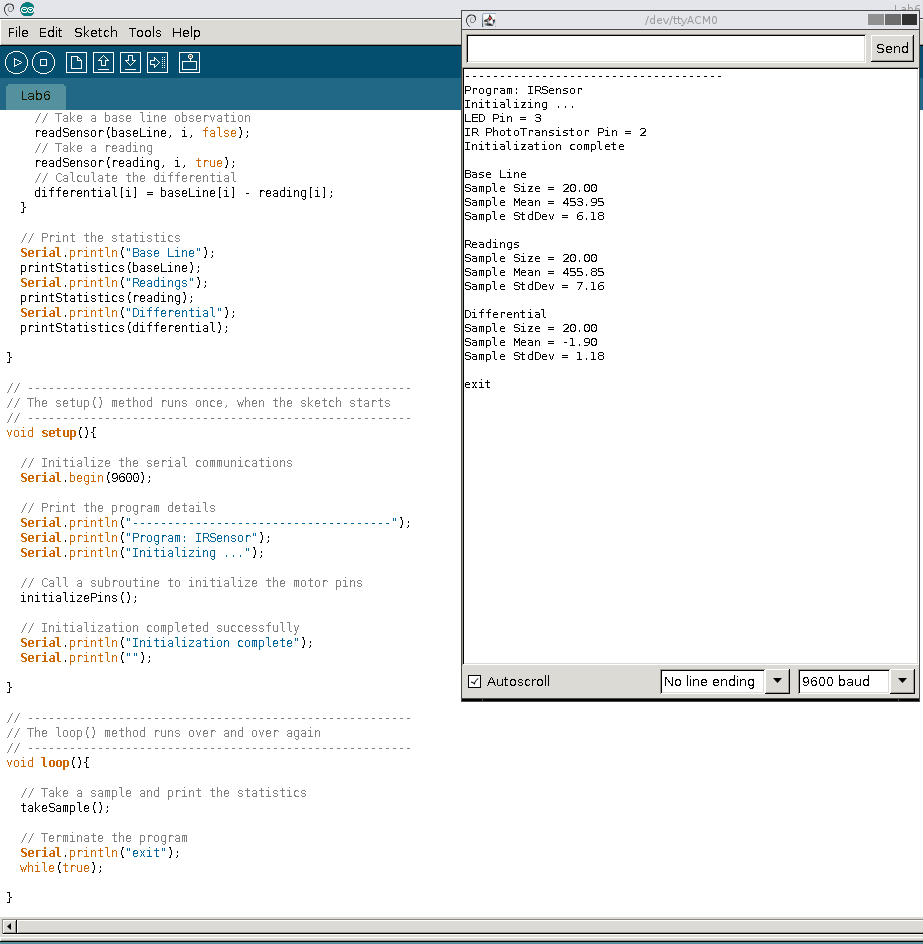 Lab6
File Edit Sketch Tools Help
Lab6
// Take a base line observation
readSensor(baseLine, i, false);
// Take a reading
readSensor(reading, i, true);
// Calculate the differential
differential[i] = baseLine[i] - reading[i];
}
// Print the statistics
Serial.println("Base Line");
printStatistics(baseLine);
Serial.println("Readings");
printStatistics(reading);
Serial.println("Differential");
printStatistics(differential);
}
// -------------------------------------------------------
// The setup() method runs once, when the sketch starts
// -------------------------------------------------------
void setup(){
// Initialize the serial communications
Serial.begin(9600);
// Print the program details
Serial.println("-------------------------------------");
Serial.println("Program: IRSensor");
Serial.println("Initializing ...");
// Call a subroutine to initialize the motor pins
initializePins();
// Initialization completed successfully
Serial.println("Initialization complete");
Serial.println("");
}
// -------------------------------------------------------
// The loop() method runs over and over again
// -------------------------------------------------------
void loop(){
// Take a sample and print the statistics
takeSample();
// Terminate the program
Serial.println("exit");
while(true);
}
/dev/ttyACM0
Send
-------------------------------------
Program: IRSensor
Initializing ...
LED Pin = 3
IR PhotoTransistor Pin = 2
Initialization complete
Base Line
Sample Size = 20.00
Sample Mean = 453.95
Sample StdDev = 6.18
Readings
Sample Size = 20.00
Sample Mean = 455.85
Sample StdDev = 7.16
Differential
Sample Size = 20.00
Sample Mean = -1.90
Sample StdDev = 1.18
exit
Autoscroll
No line ending
9600 baud